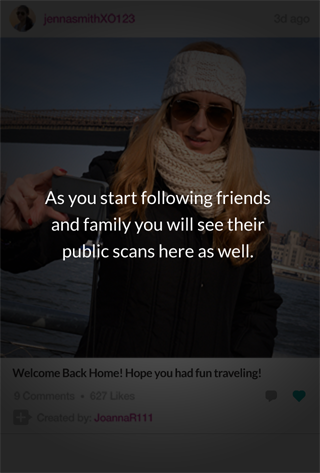 jennasmithXO123 3d ago
As you start following friends
and family you will see their
public scans here as well.
Welcome Back Home! Hope you had fun traveling!
9 Comments • 627 Likes
Created by: JoannaR111